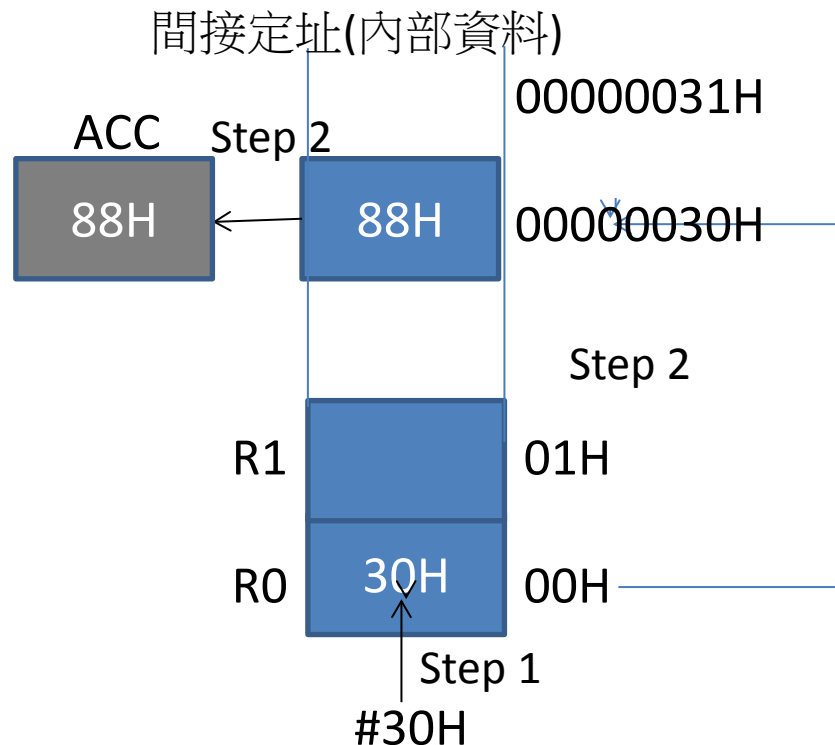 間接定址(內部資料)
00000031H
ACC
Step 2
88H
88H
00000030H
Step 2
R1
01H
R0
30H
00H
Step 1
#30H